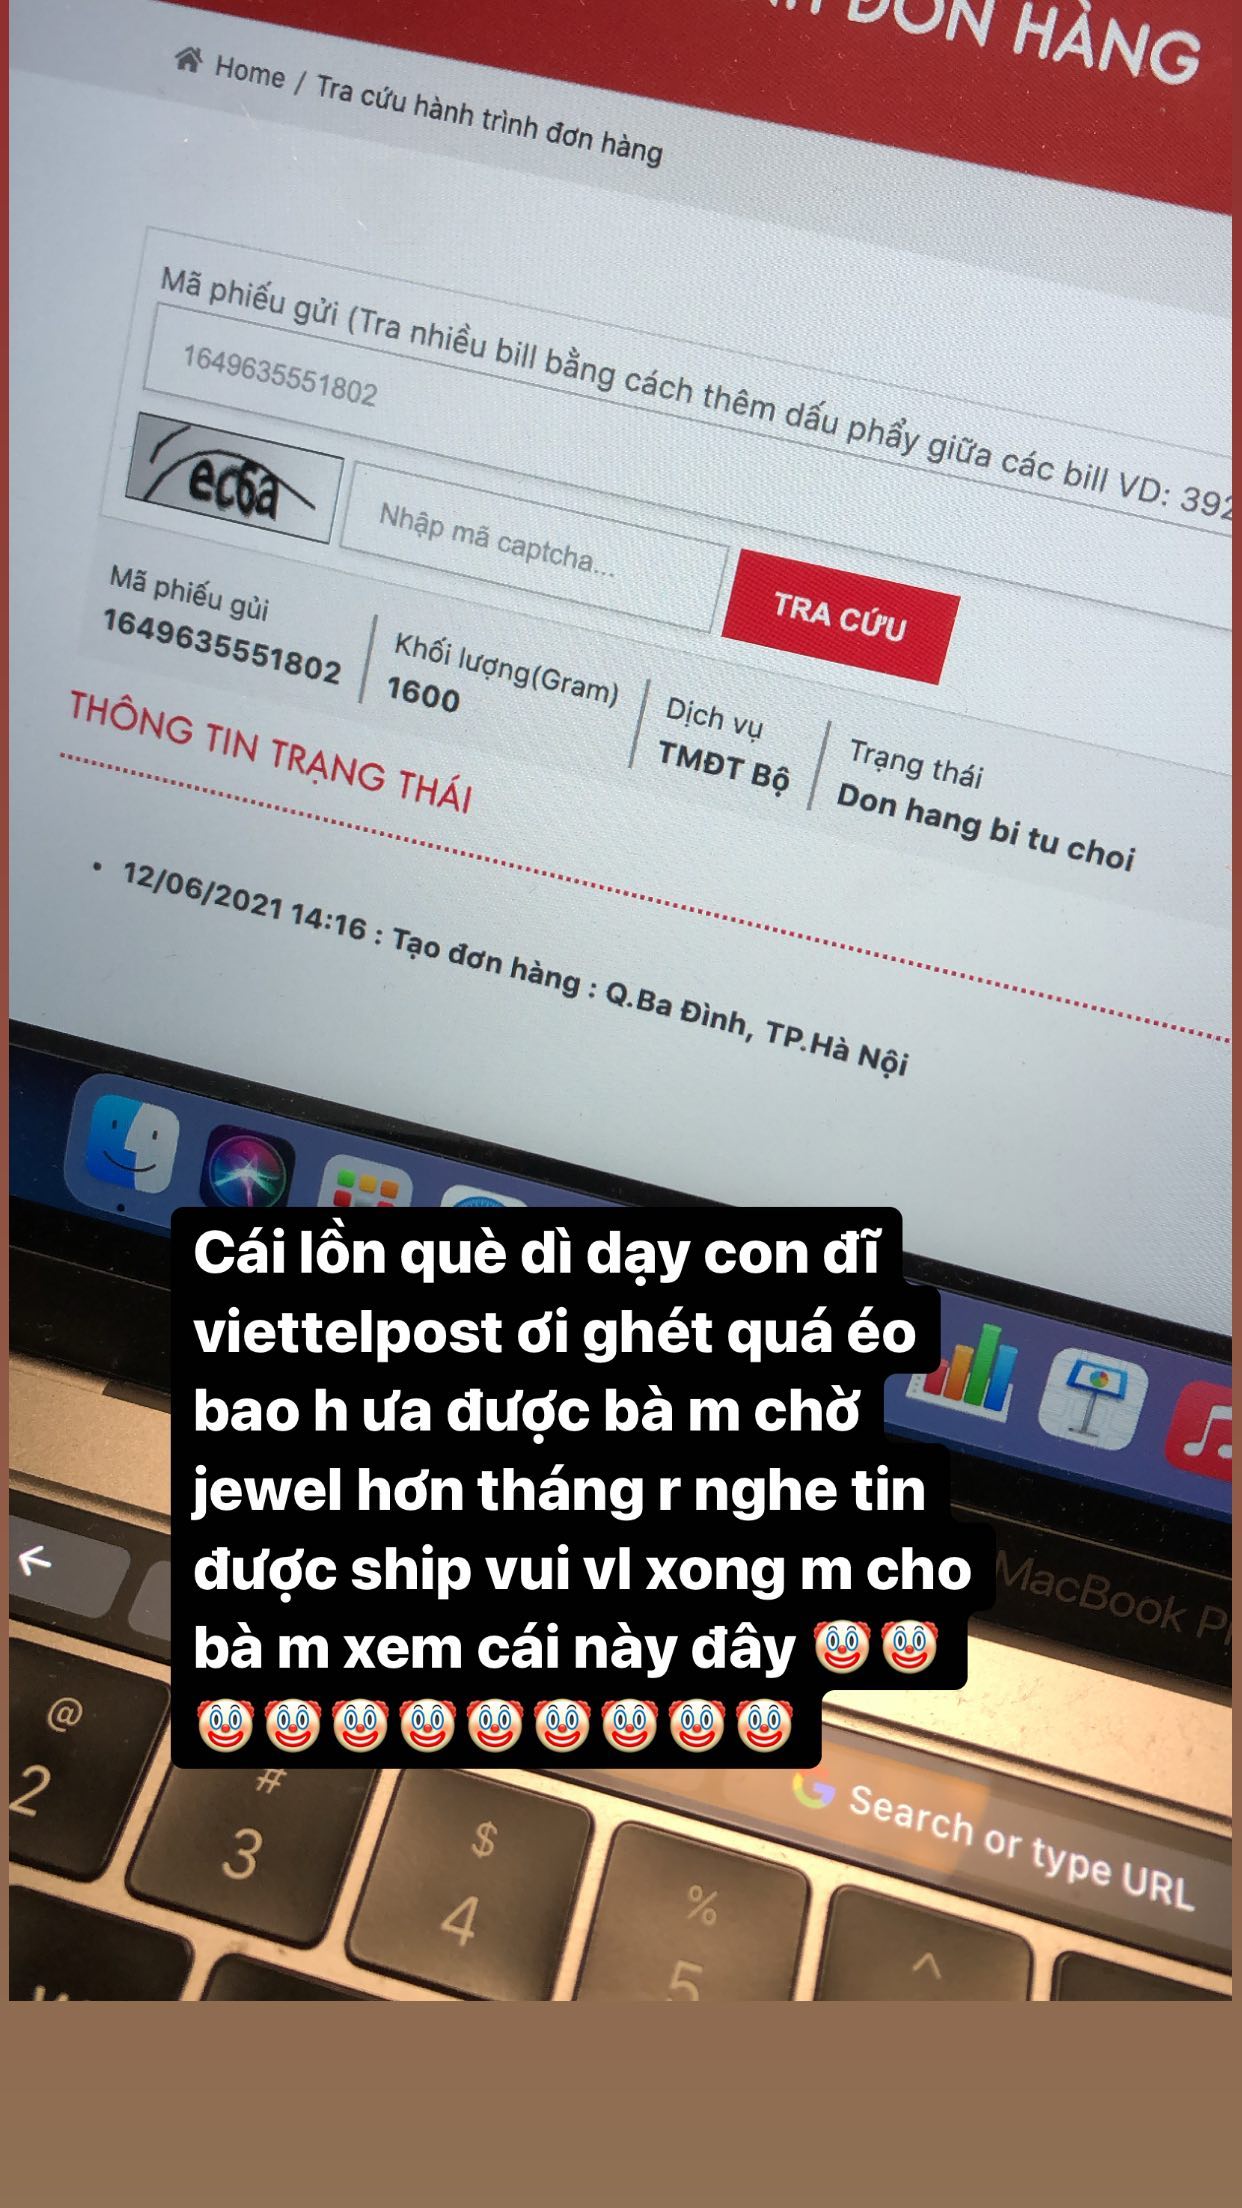 ĐƠN HÀNG
Home / Tra cứu hành trình đơn hàng
Mã phiếu gửi (Tra nhiều bill bằng cách thêm dấu phẩy giữa các bill VD: 392
1649635551802
ec6a
Nhập mã captcha...
TRA CỨU
Mã phiếu gửi
1649635551802
Khối lượng(Gram)
1600
Dịch vụ
TMĐT Bộ
Trạng thái
Don hang bi tu choi
THÔNG TIN TRẠNG THÁI
• 12/06/2021 14:16 : Tạo đơn hàng : Q.Ba Đình, TP.Hà Nội
Cái lồn què dì dạy con đĩ
viettelpost ơi ghét quá éo
bao h ưa được bà m chờ
jewel hơn tháng r nghe tin
được ship vui vl xong m cho
bà m xem cái này đây 🤡🤡
🤡🤡🤡🤡🤡🤡🤡🤡🤡
MacBook P
Search or type URL
@
2
#
3
$
4
%
5
^